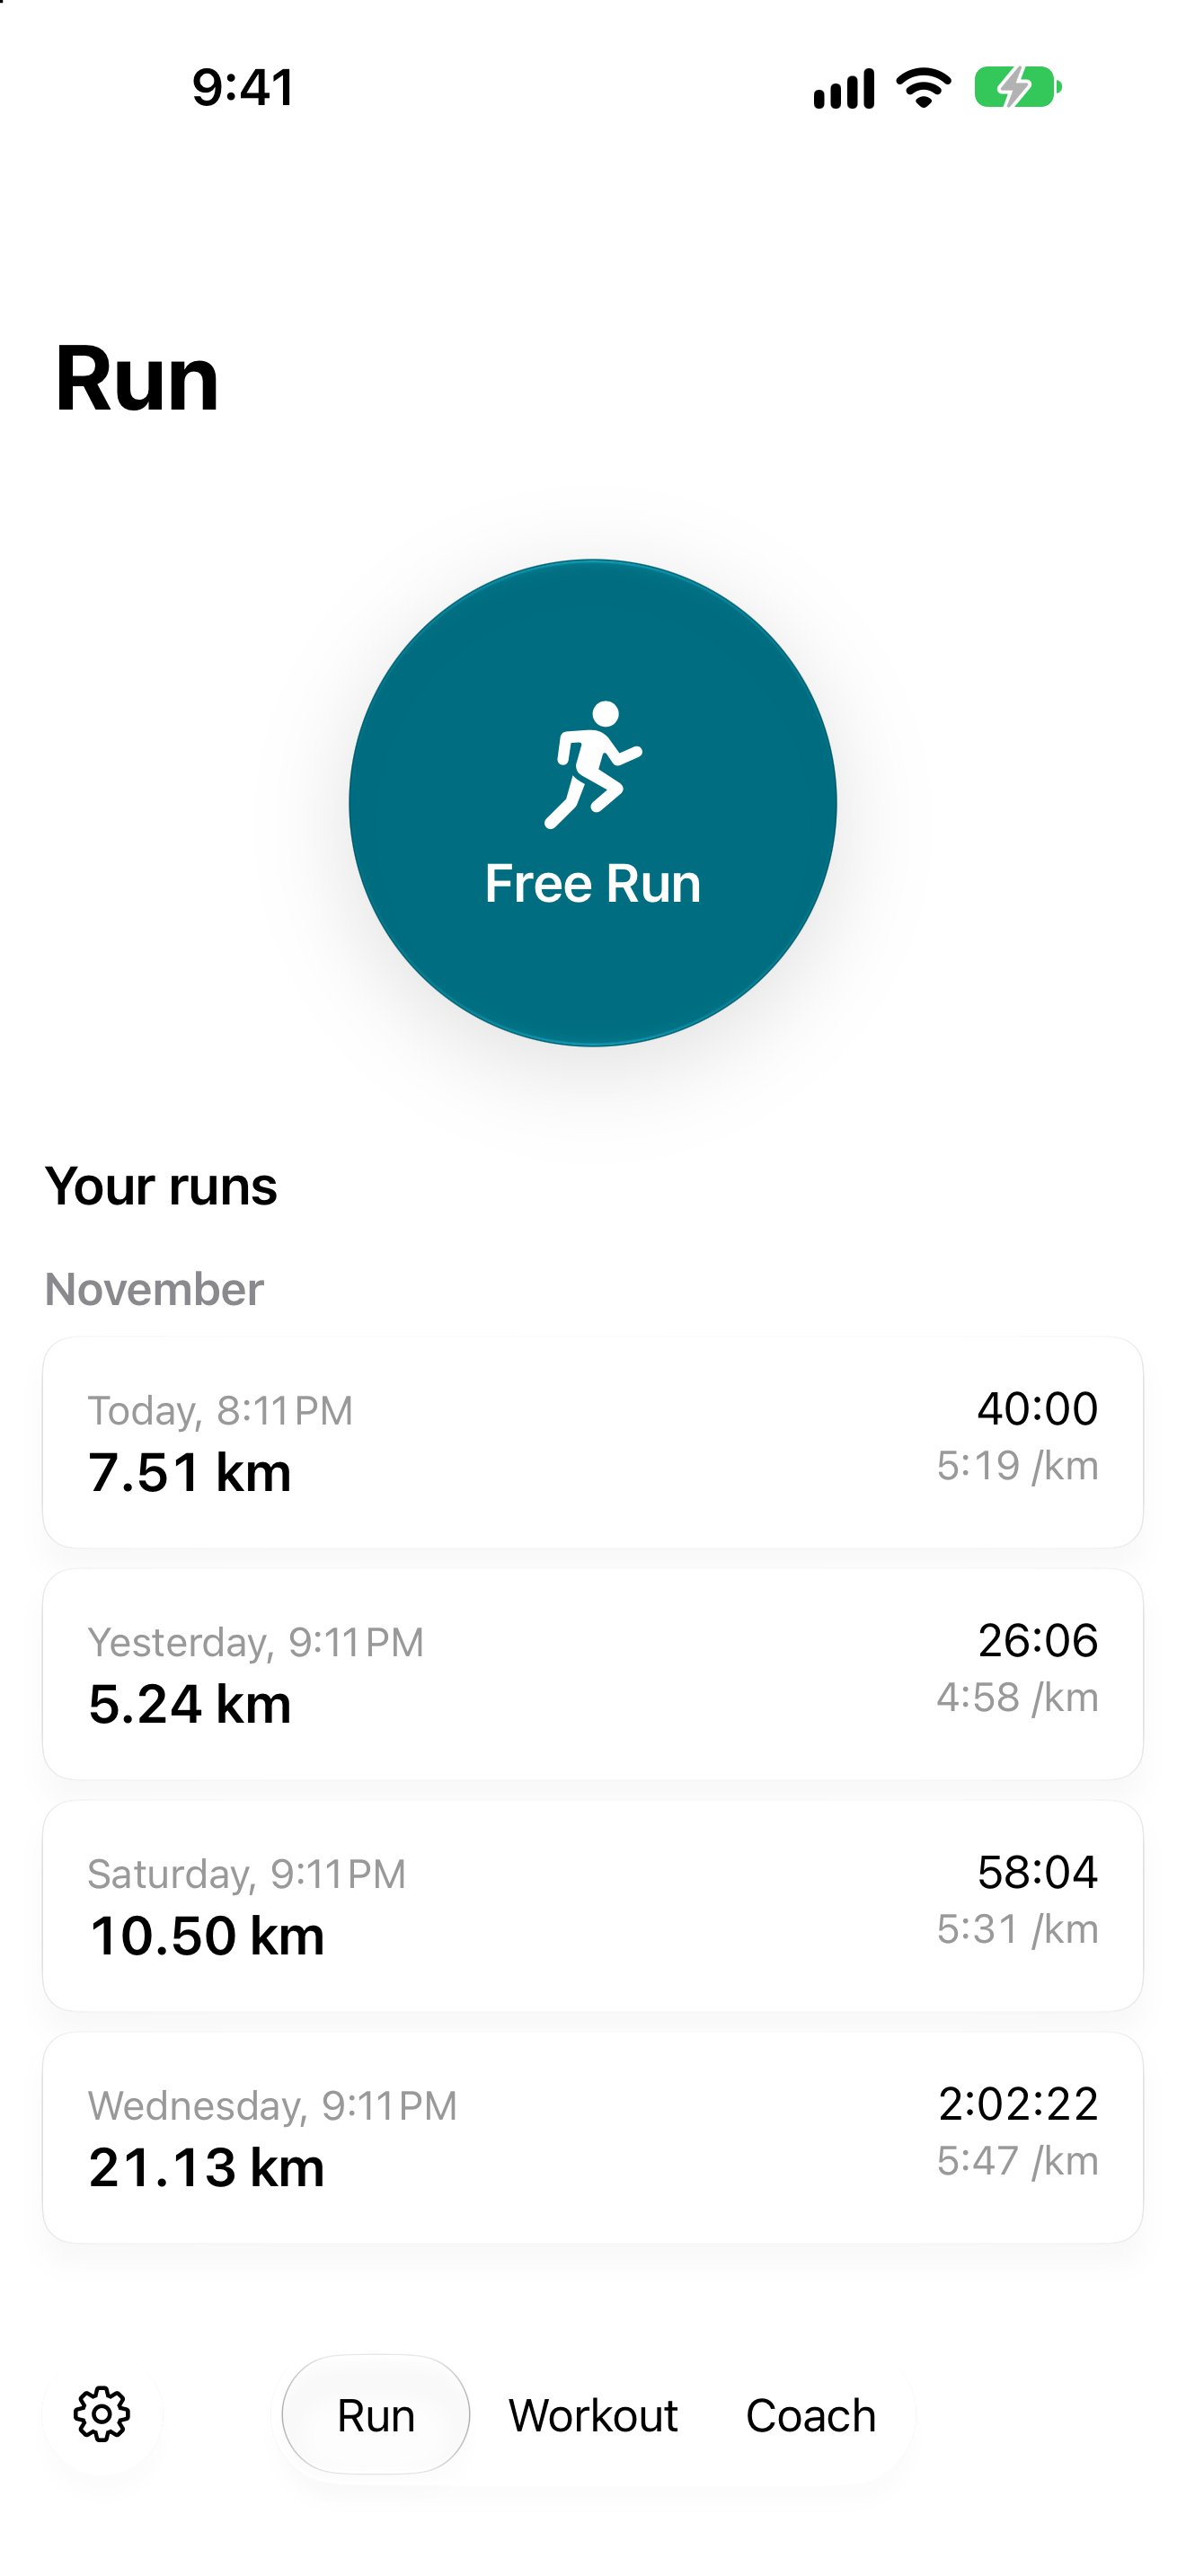 9:41
Run
Free Run
Your runs
November
Today, 8:11 PM
40:00
7.51 km
5:19 /km
Yesterday, 9:11 PM
26:06
5.24 km
4:58 /km
Saturday, 9:11 PM
58:04
10.50 km
5:31 /km
Wednesday, 9:11 PM
2:02:22
21.13 km
5:47 /km
Run Workout Coach